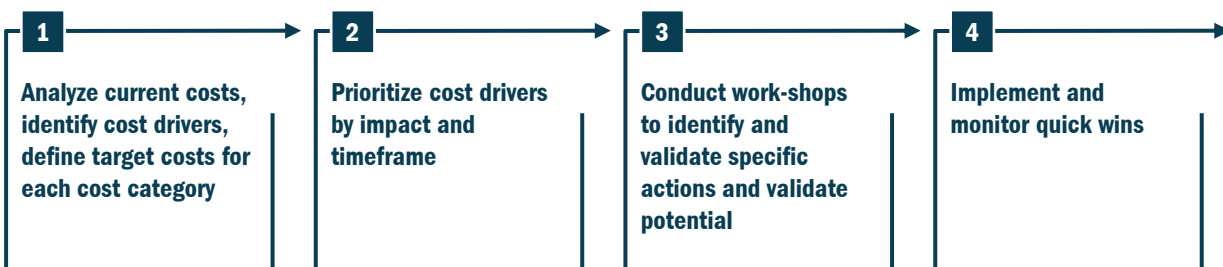 1
Analyze current costs,
identify cost drivers,
define target costs for
each cost category
2
Prioritize cost drivers
by impact and
timeframe
3
Conduct work-shops
to identify and
validate specific
actions and validate
potential
4
Implement and
monitor quick wins